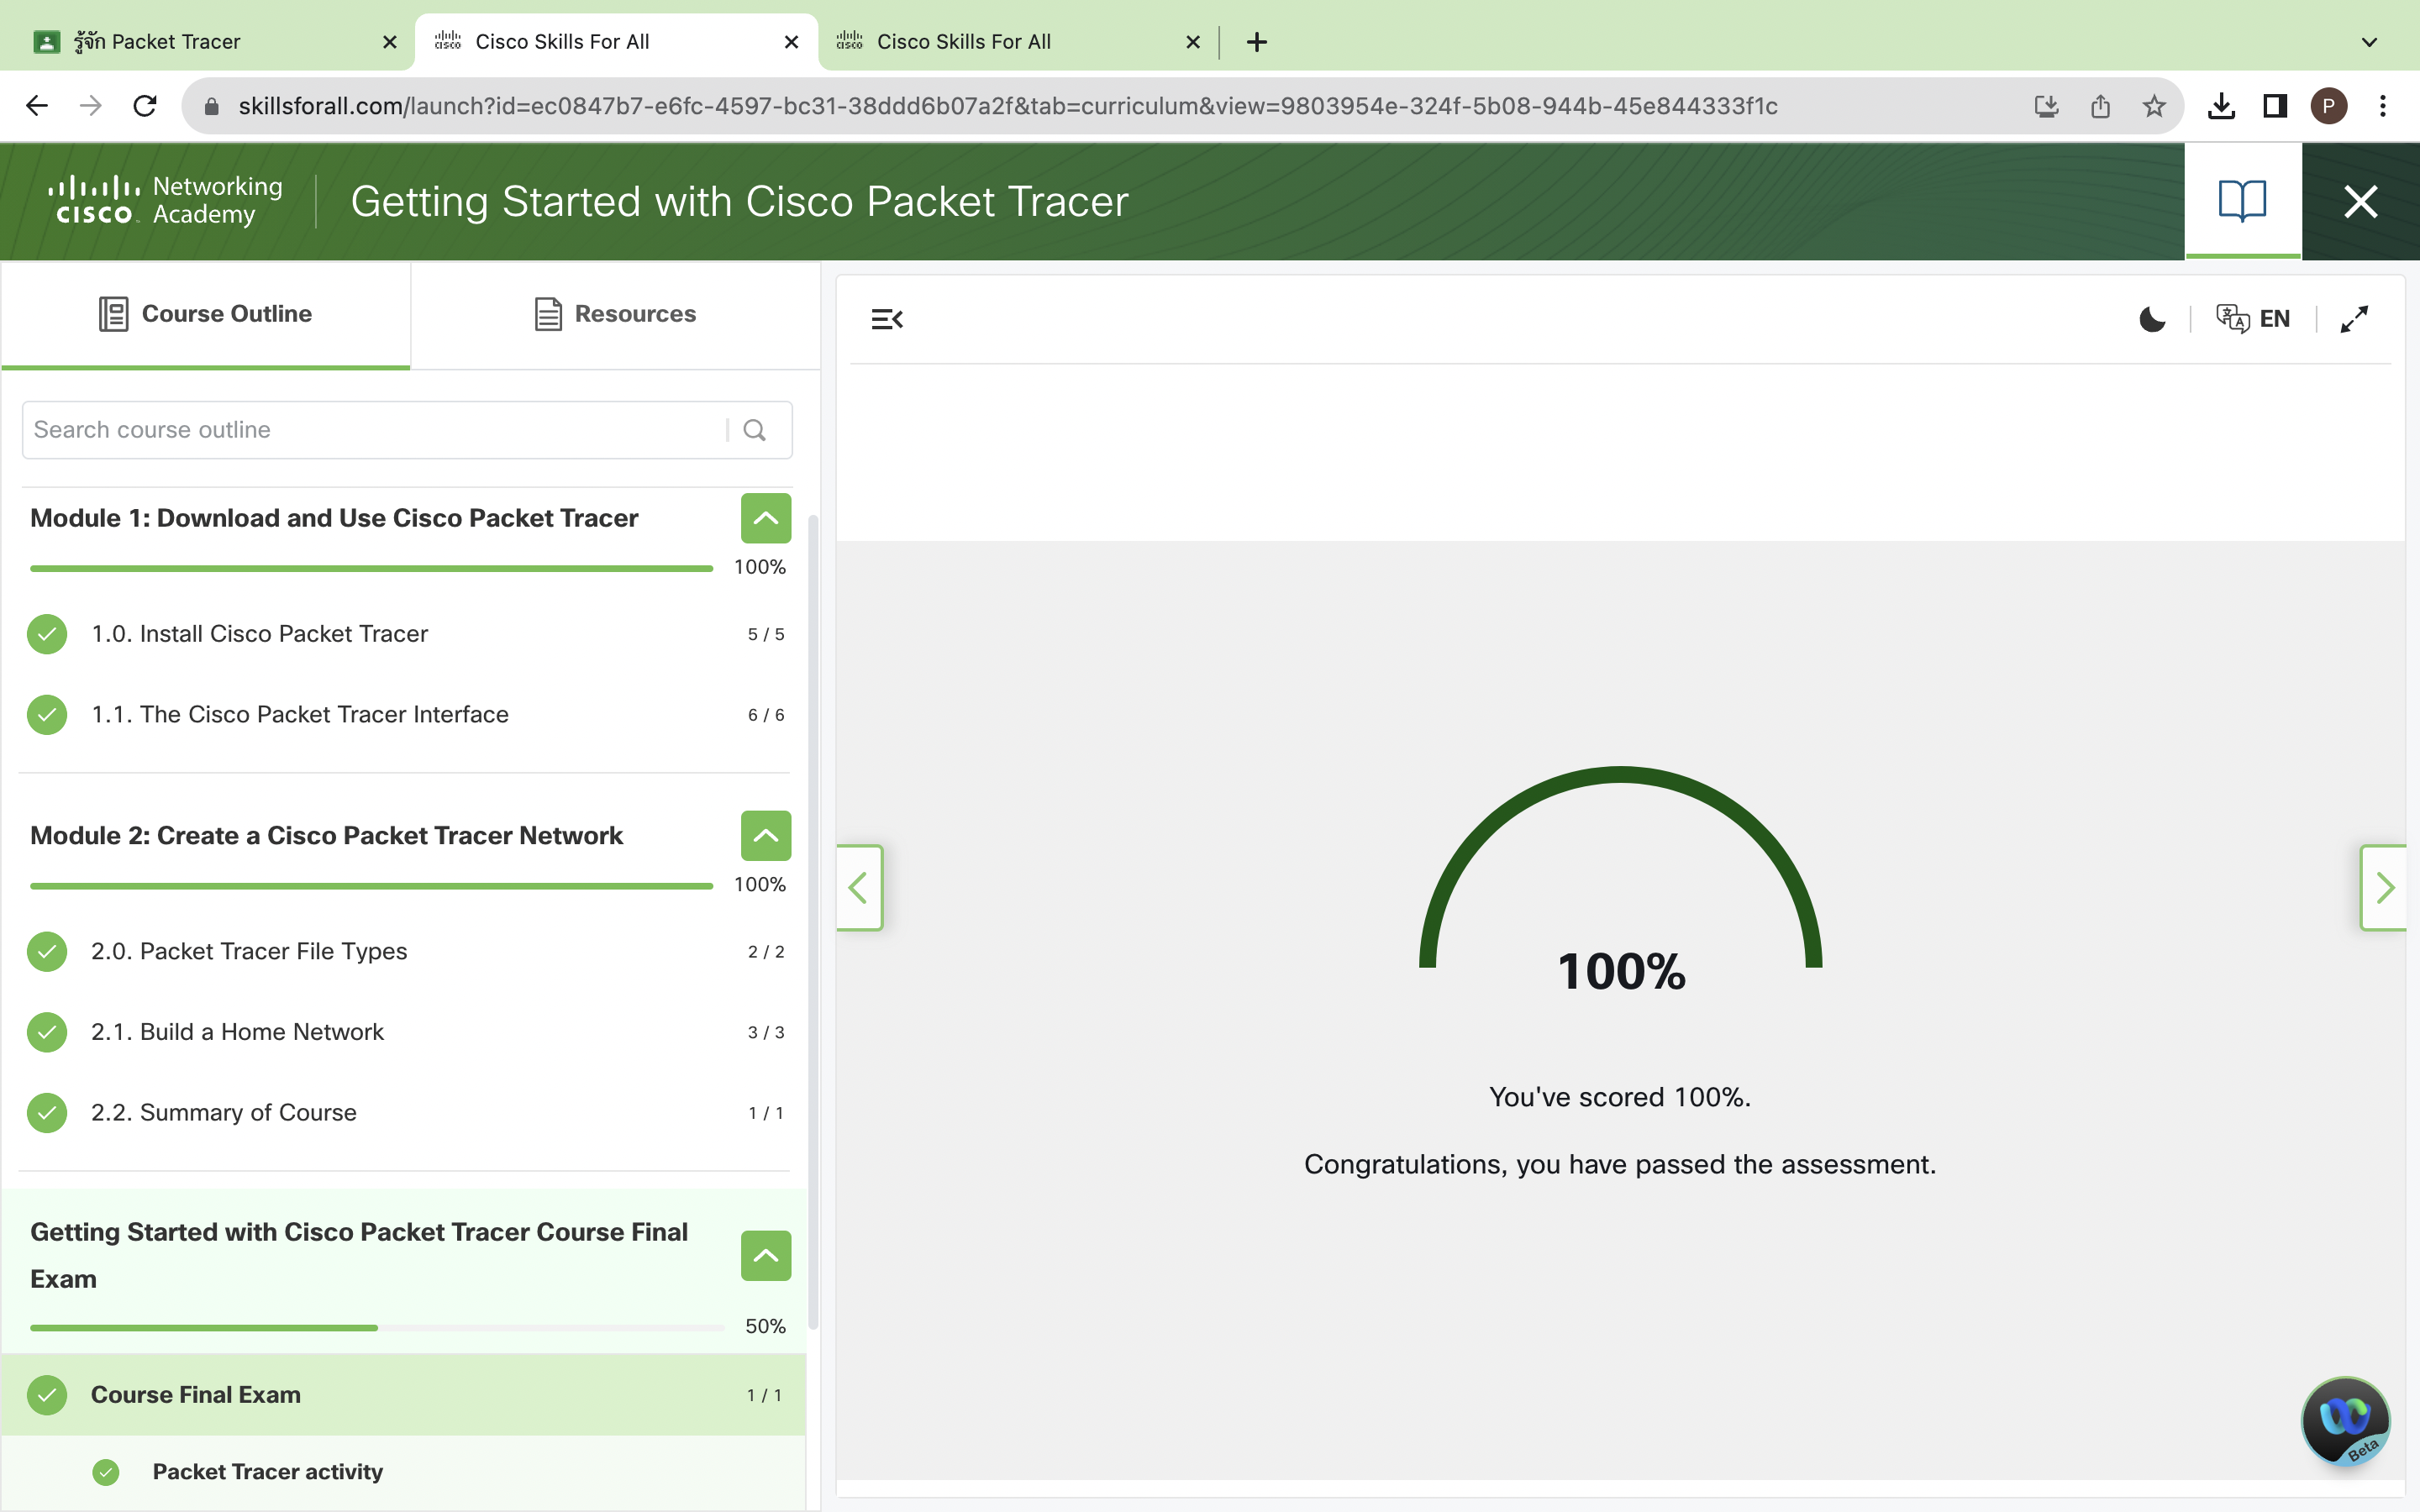 รู้จัก Packet Tracer
Cisco Skills For All
Cisco Skills For All
skillsforall.com/launch?id=ec0847b7-e6fc-4597-bc31-38ddd6b07a2f&tab=curriculum&view=9803954e-324f-5b08-944b-45e844333f1c
P
CISCO Networking Academy
Getting Started with Cisco Packet Tracer
Course Outline
Resources
EN
Search course outline
Module 1: Download and Use Cisco Packet Tracer
100%
1.0. Install Cisco Packet Tracer 5 / 5
1.1. The Cisco Packet Tracer Interface 6 / 6
Module 2: Create a Cisco Packet Tracer Network
100%
2.0. Packet Tracer File Types 2 / 2
2.1. Build a Home Network 3 / 3
2.2. Summary of Course 1 / 1
Getting Started with Cisco Packet Tracer Course Final
Exam
50%
Course Final Exam 1 / 1
Packet Tracer activity
100%
You've scored 100%.
Congratulations, you have passed the assessment.
Beta